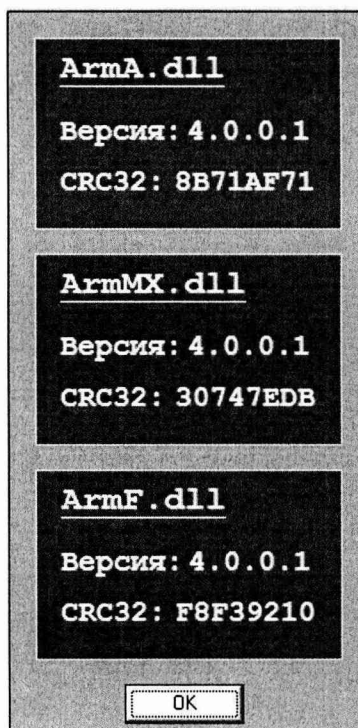 ArmA.dll
Версия: 4.0.0.1
CRC32: 8B71AF71
ArmMX.dll
Версия: 4.0.0.1
CRC32: 30747EDB
ArmF.dll
Версия: 4.0.0.1
CRC32: F8F39210
OK